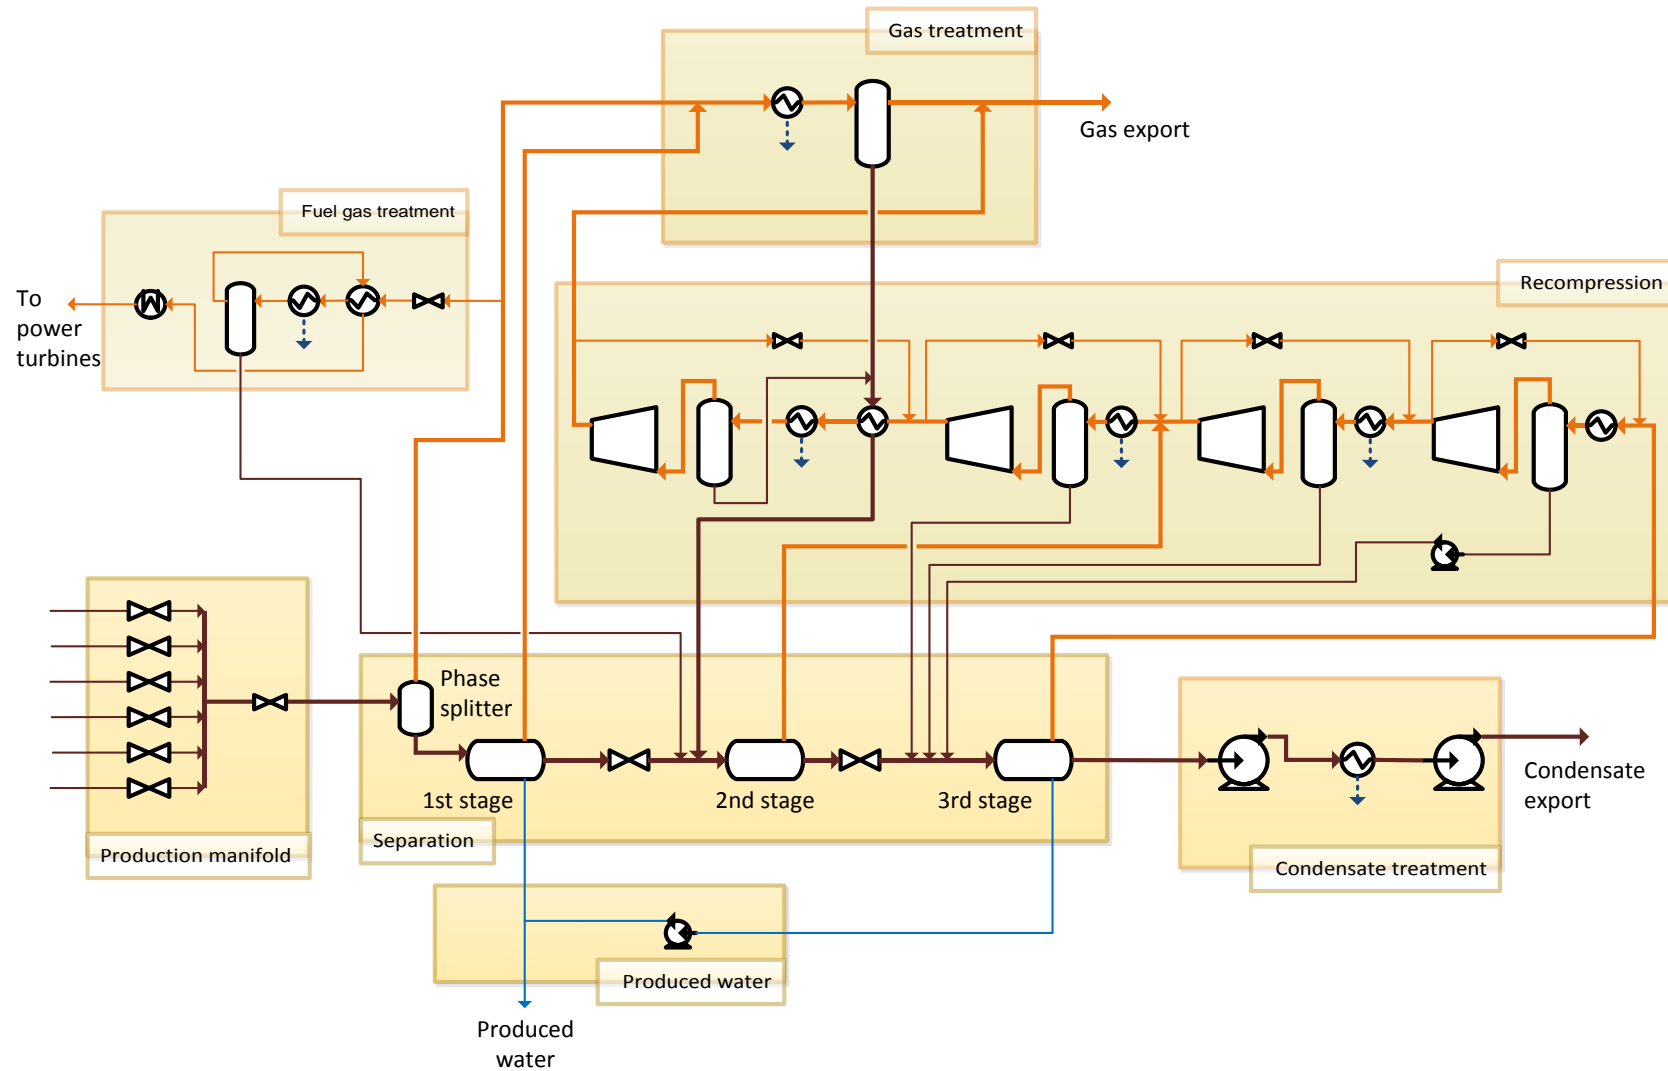 Gas treatment
Gas export
Fuel gas treatment
To
power
turbines
Recompression
Phase
splitter
1st stage
2nd stage
3rd stage
Separation
Production manifold
Condensate
export
Condensate treatment
Produced water
Produced
water